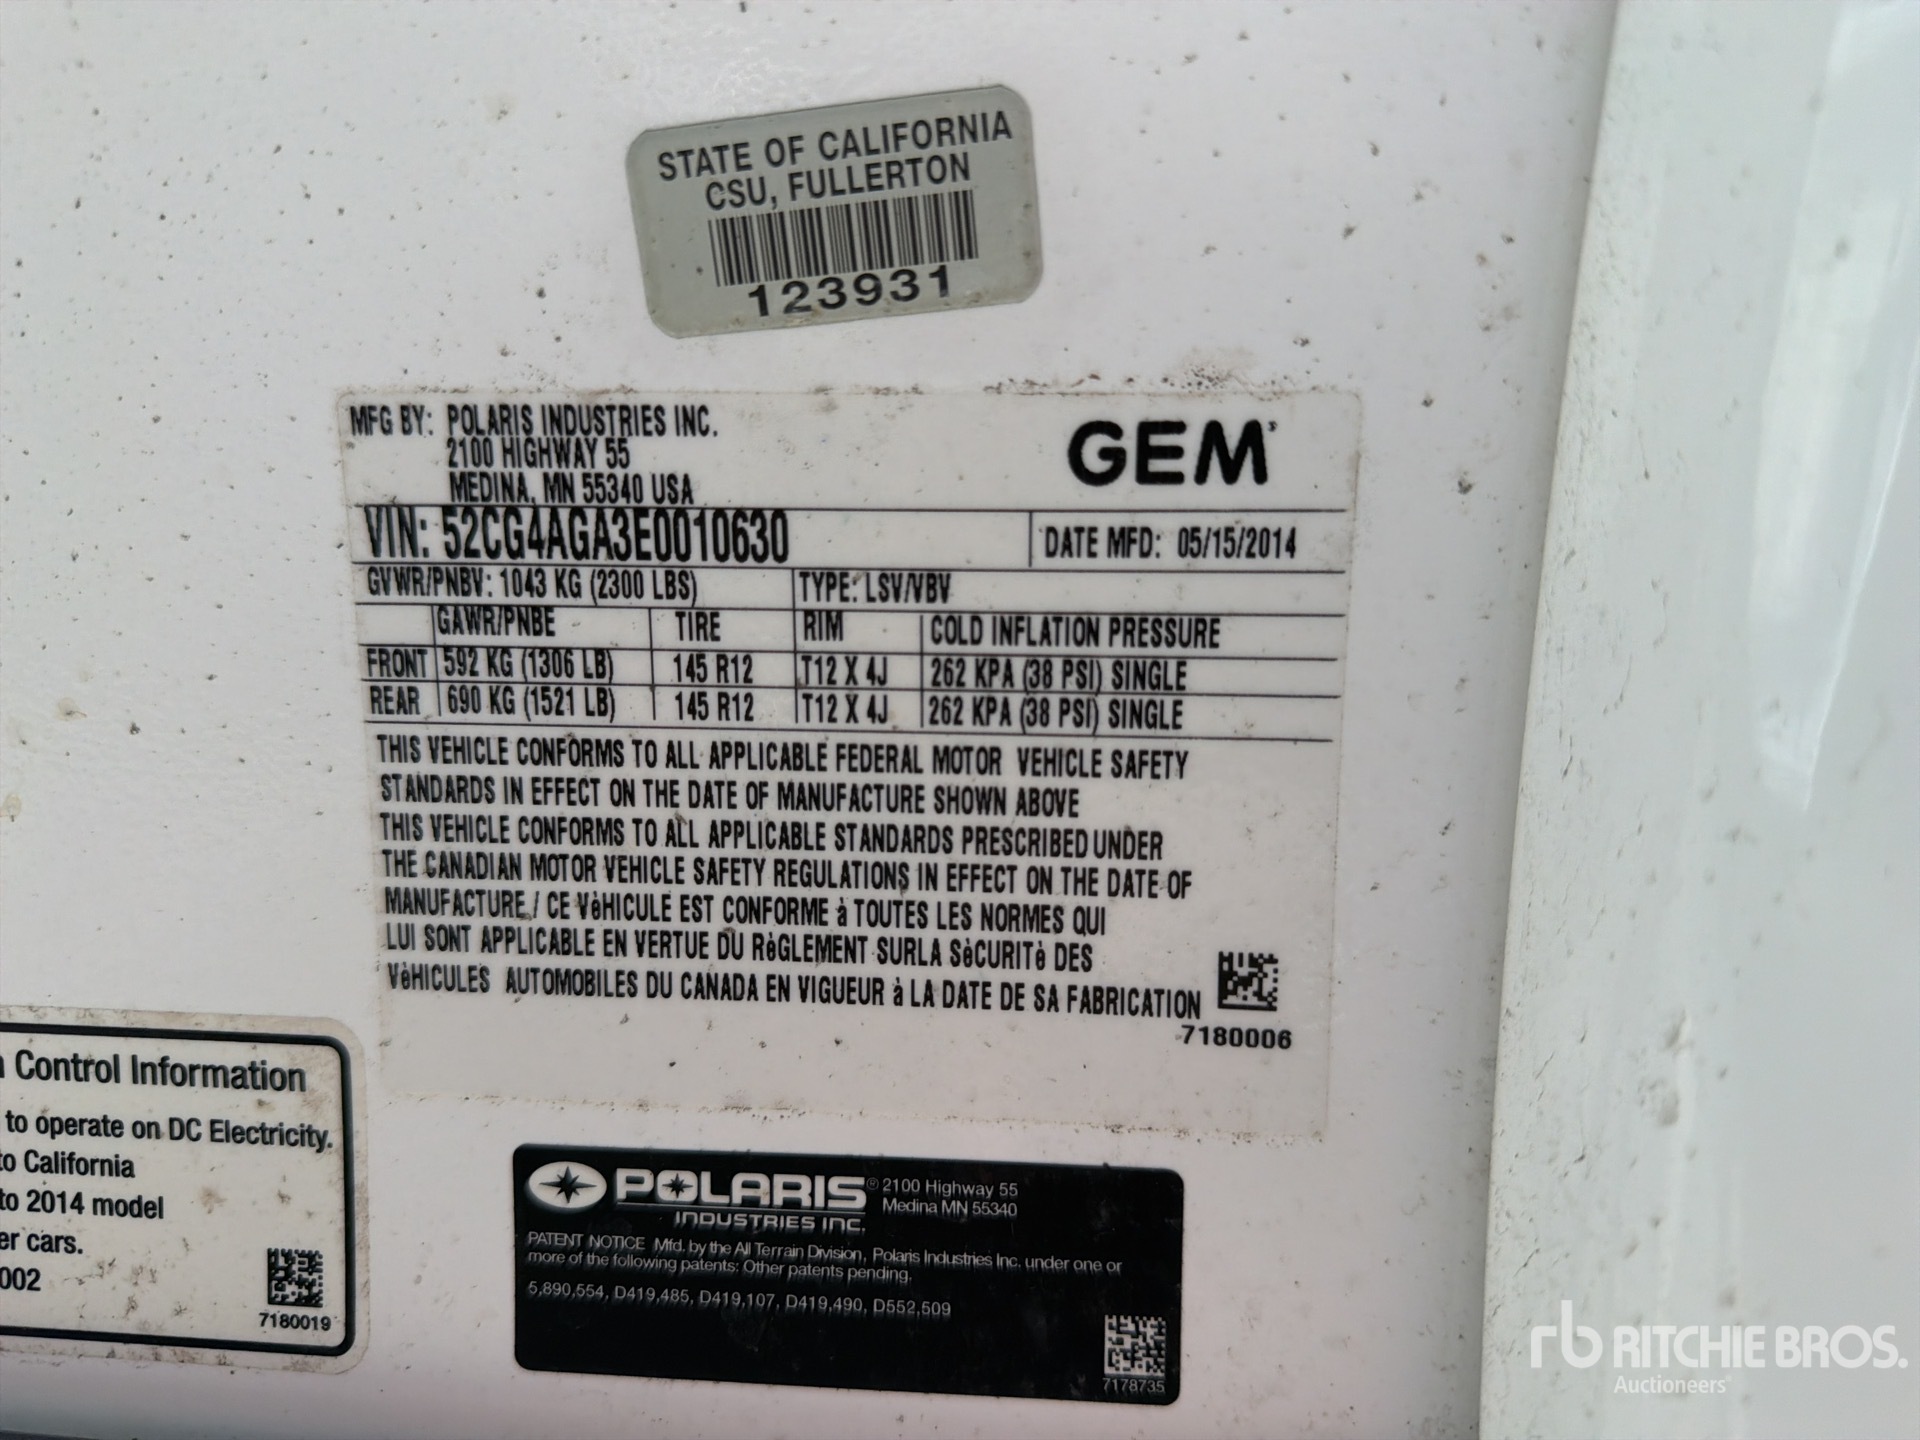 STATE OF CALIFORNIA
CSU, FULLERTON
123931
MFG BY: POLARIS INDUSTRIES INC.
2100 HIGHWAY 55
MEDINA, MN 55340 USA
GEM
VIN: 52CG4AGA3E0010630
DATE MFD: 05/15/2014
GVWR/PNBV: 1043 KG (2300 LBS)
TYPE: LSV/VBV
GAWR/PNBE TIRE RIM COLD INFLATION PRESSURE
FRONT 592 KG (1306 LB) 145 R12 T12 X 4J 262 KPA (38 PSI) SINGLE
REAR 690 KG (1521 LB) 145 R12 T12 X 4J 262 KPA (38 PSI) SINGLE
THIS VEHICLE CONFORMS TO ALL APPLICABLE FEDERAL MOTOR VEHICLE SAFETY
STANDARDS IN EFFECT ON THE DATE OF MANUFACTURE SHOWN ABOVE
THIS VEHICLE CONFORMS TO ALL APPLICABLE STANDARDS PRESCRIBED UNDER
THE CANADIAN MOTOR VEHICLE SAFETY REGULATIONS IN EFFECT ON THE DATE OF
MANUFACTURE / CE VèHICULE EST CONFORME à TOUTES LES NORMES QUI
LUI SONT APPLICABLE EN VERTUE DU RèGLEMENT SURLA SèCURITè DES
VèHICULES AUTOMOBILES DU CANADA EN VIGUEUR à LA DATE DE SA FABRICATION
7180006
Control Information
to operate on DC Electricity.
to California
to 2014 model
er cars.
002
7180019
POLARIS ®
INDUSTRIES INC.
2100 Highway 55
Medina MN 55340
PATENT NOTICE Mfd. by the All Terrain Division, Polaris Industries Inc. under one or
more of the following patents: Other patents pending.
5,890,554, D419,485, D419,107, D419,490, D552,509
7178735
rb RITCHIE BROS.
Auctioneers